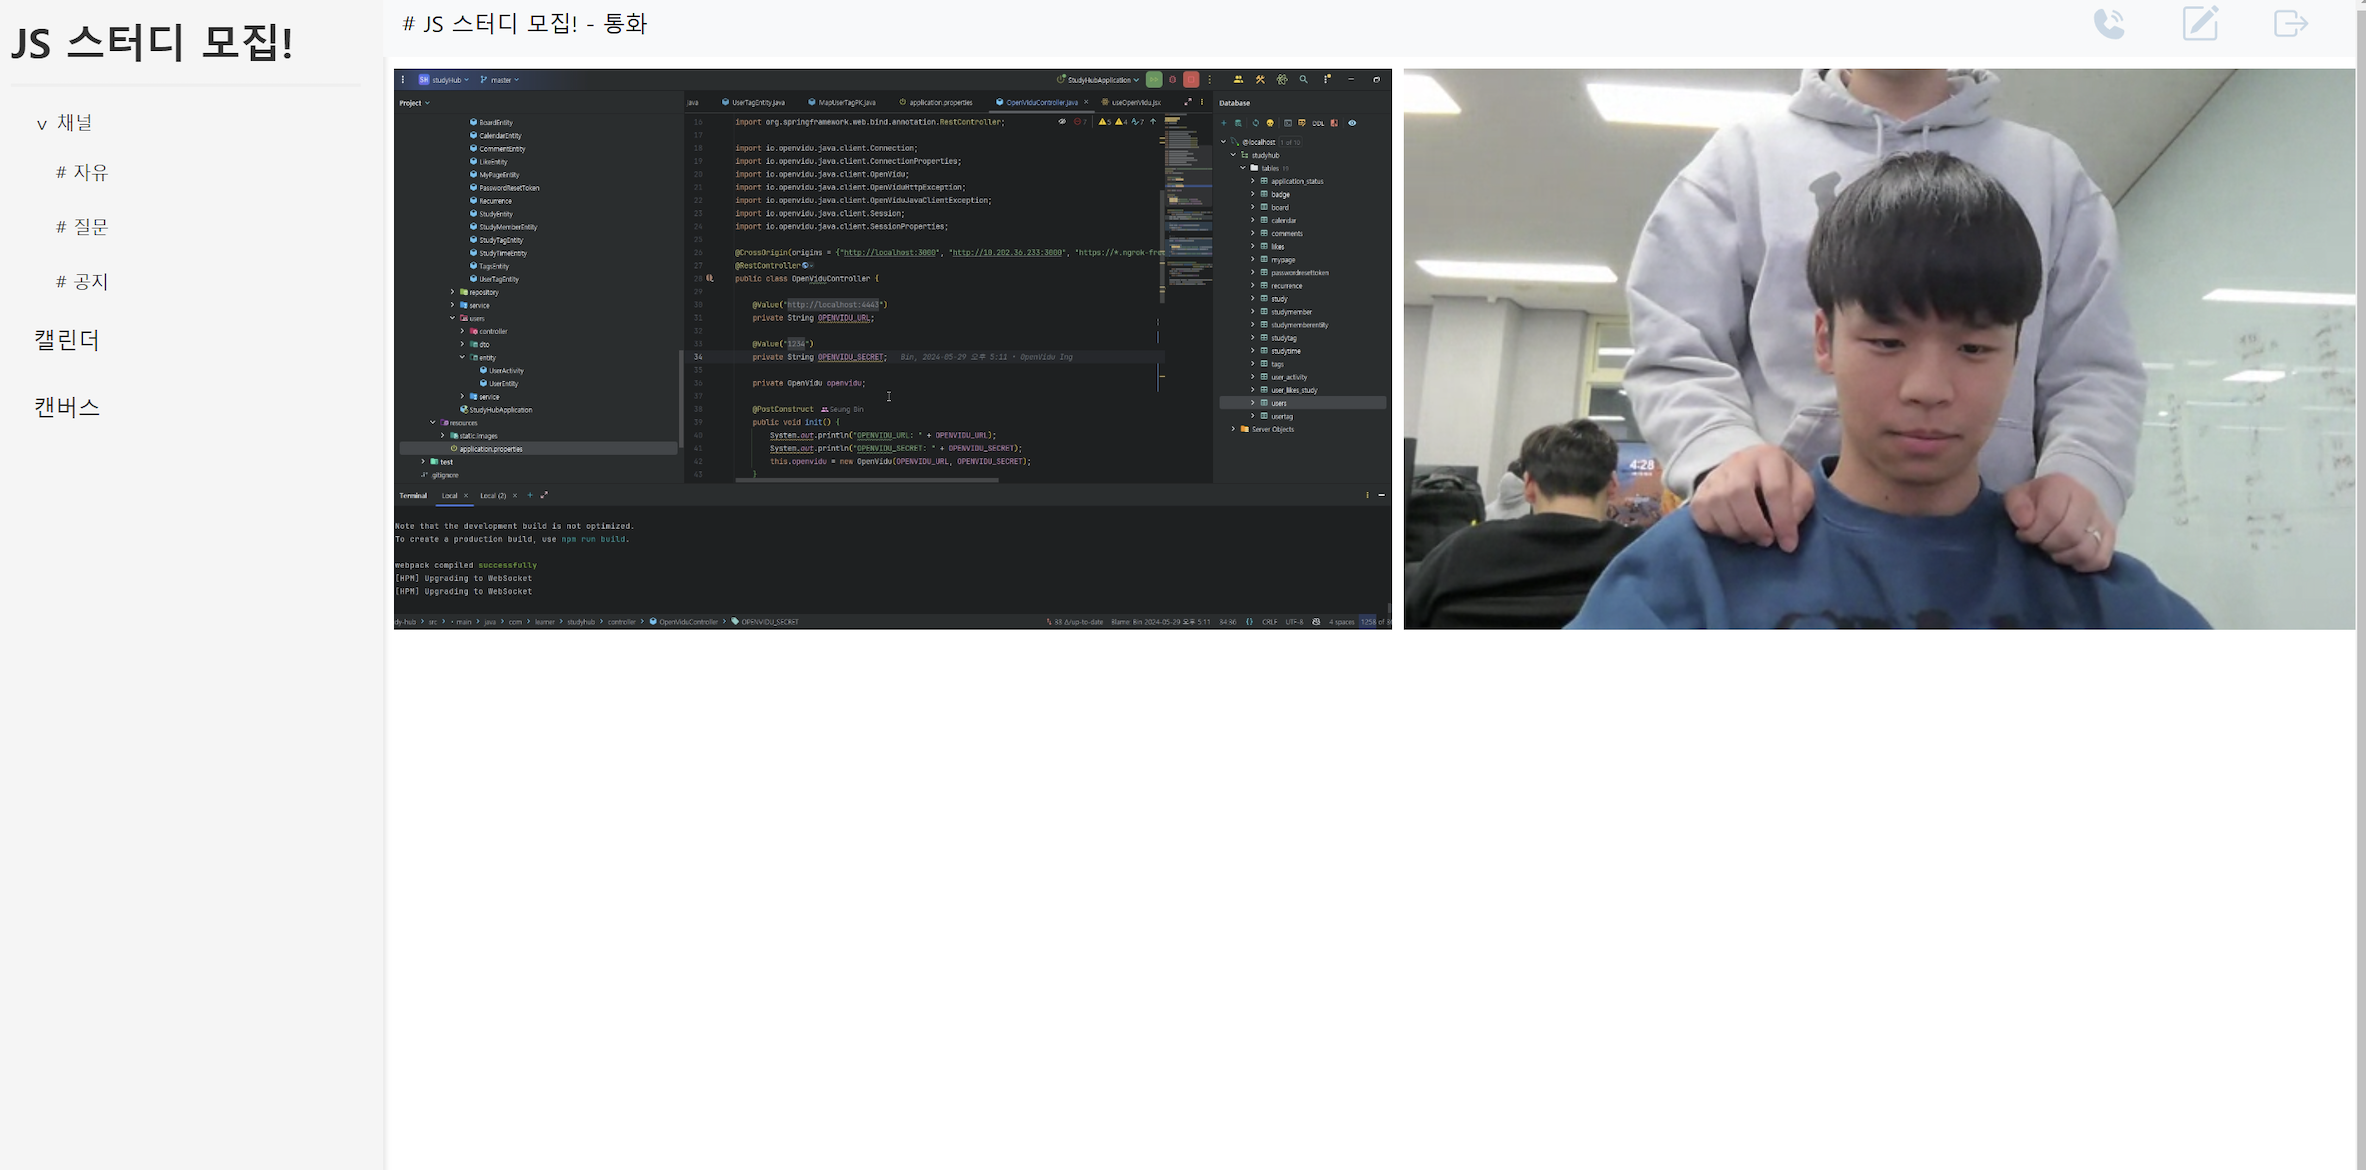 JS 스터디 모집!
v 채널
# 자유
# 질문
# 공지
캘린더
캔버스
# JS 스터디 모집! - 통화
SH studyHub master
StudyHubApplication
Project
BoardEntity
CalendarEntity
CommentEntity
LikeEntity
MyPageEntity
PasswordResetToken
Recurrence
StudyEntity
StudyMemberEntity
StudyTagEntity
StudyTimeEntity
TagsEntity
UserTagEntity
repository
service
users
controller
dto
entity
UserActivity
UserEntity
service
StudyHubApplication
resources
static.images
application.properties
test
.gitignore
java UserTagEntity.java MapUserTagPK.java application.properties OpenViduController.java useOpenVidu.jsx
16 import org.springframework.web.bind.annotation.RestController;
17
18 import io.openvidu.java.client.Connection;
19 import io.openvidu.java.client.ConnectionProperties;
20 import io.openvidu.java.client.OpenVidu;
21 import io.openvidu.java.client.OpenViduHttpException;
22 import io.openvidu.java.client.OpenViduJavaClientException;
23 import io.openvidu.java.client.Session;
24 import io.openvidu.java.client.SessionProperties;
25
26 @CrossOrigin(origins = {"http://localhost:3000", "http://10.202.36.233:3000", "https://*.ngrok-fre
27 @RestController
28 public class OpenViduController {
29
30 @Value("http://localhost:4443")
31 private String OPENVIDU_URL;
32
33 @Value("1234")
34 private String OPENVIDU_SECRET; Bin, 2024-05-29 오후 5:11 • OpenVidu Ing
35
36 private OpenVidu openvidu;
37
38 @PostConstruct Seung Bin
39 public void init() {
40 System.out.println("OPENVIDU_URL: " + OPENVIDU_URL);
41 System.out.println("OPENVIDU_SECRET: " + OPENVIDU_SECRET);
42 this.openvidu = new OpenVidu(OPENVIDU_URL, OPENVIDU_SECRET);
43 }
Database
DDL
@localhost 1 of 10
studyhub
tables
application_status
badge
board
calendar
comments
likes
mypage
passwordresettoken
recurrence
study
studymember
studymemberentity
studytag
studytime
tags
user_activity
user_likes_study
users
usertag
Server Objects
Terminal Local × Local (2) × +
Note that the development build is not optimized.
To create a production build, use npm run build.
webpack compiled successfully
[HPM] Upgrading to WebSocket
[HPM] Upgrading to WebSocket
dy-hub > src > main > java > com > learner > studyhub > controller > OpenViduController > OPENVIDU_SECRET
Blame: Bin 2024-05-29 오후 5:11 34:36 CRLF UTF-8 4 spaces
4:28